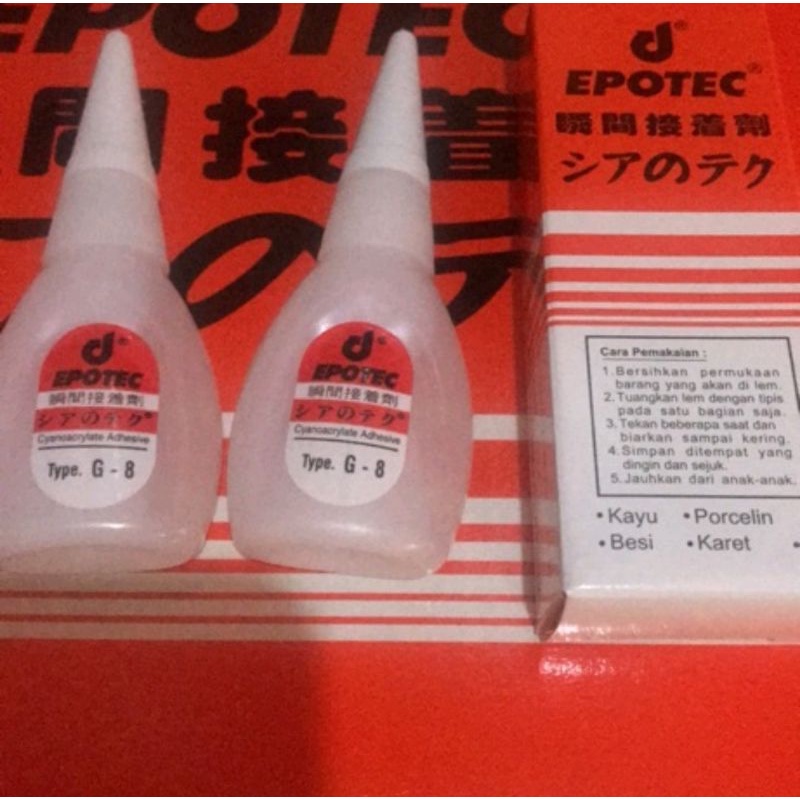 EPOTEC
間接着
EPOTEC®
瞬間接着劑
シアのテク®
Cyanoacrylate Adhesive
Type. G - 8
EPOTEC
瞬間接着劑
シアのテク®
Cyanoacrylate Adhesive
Type. G - 8
EPOTEC®
瞬間接着劑
シアのテク
Cara Pemakaian :
1. Bersihkan permukaan
barang yang akan di lem.
2. Tuangkan lem dengan tipis
pada satu bagian saja.
3. Tekan beberapa saat dan
biarkan sampai kering.
4. Simpan ditempat yang
dingin dan sejuk.
5. Jauhkan dari anak-anak.
• Kayu • Porcelin
• Besi • Karet